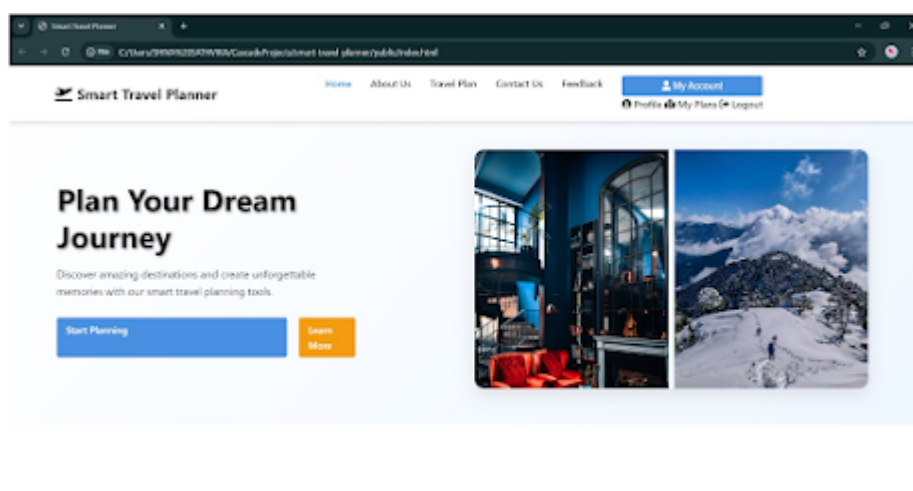 Smart Travel Planner
File
Smart Travel Planner
Home About Us Travel Plan Contact Us Feedback My Account
Profile My Plans Logout
Plan Your Dream
Journey
Discover amazing destinations and create unforgettable
memories with our smart travel planning tools.
Start Planning
Learn
More